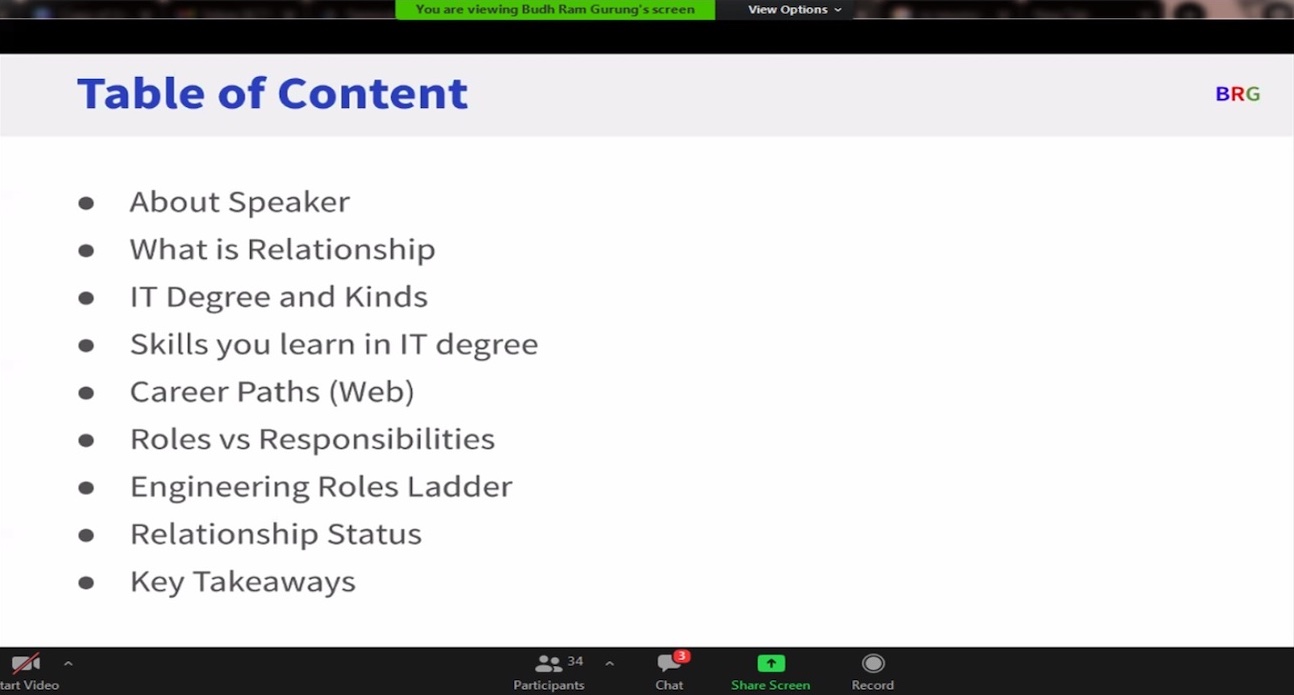 You are viewing Budh Ram Gurung's screen View Options
Table of Content
BRG
● About Speaker
● What is Relationship
● IT Degree and Kinds
● Skills you learn in IT degree
● Career Paths (Web)
● Roles vs Responsibilities
● Engineering Roles Ladder
● Relationship Status
● Key Takeaways
34
3
tart Video Participants Chat Share Screen Record